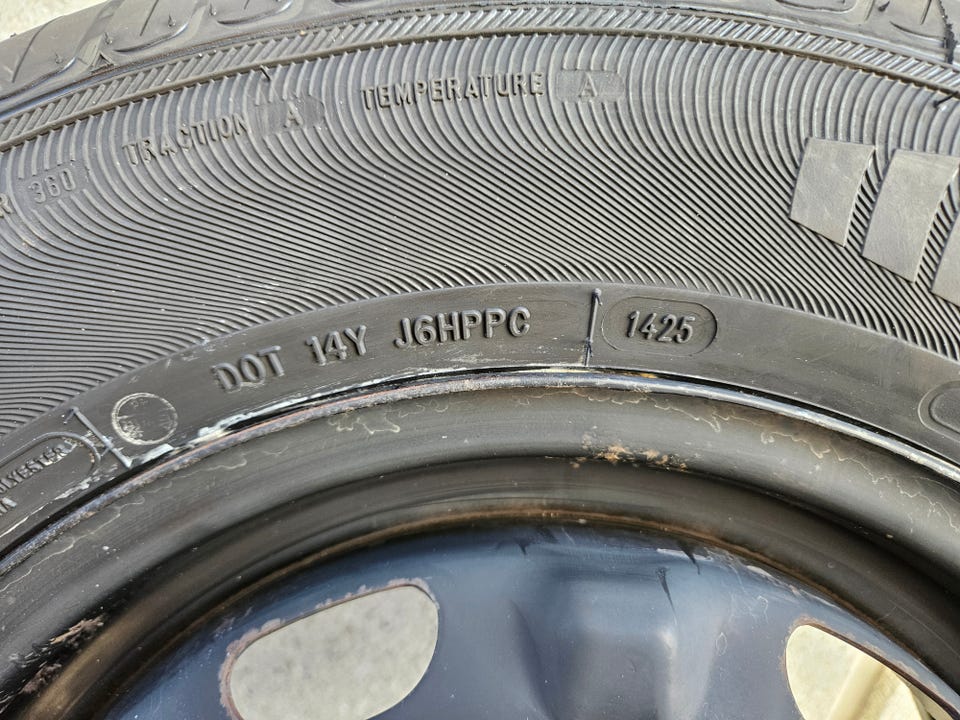 360 TRACTION A TEMPERATURE A
DOT 14Y J6HPPC 1425